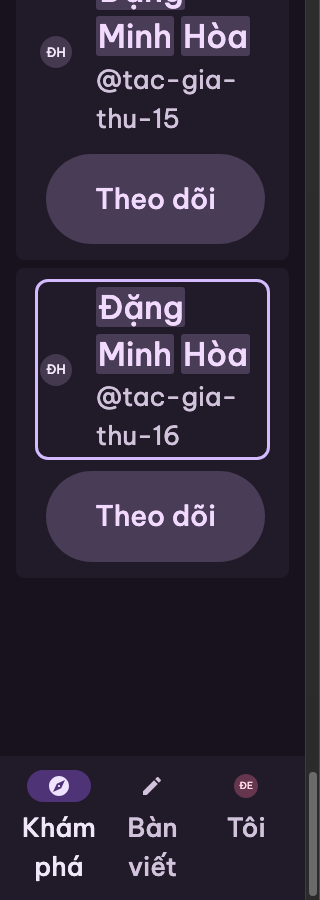 Đặng
ĐH
Minh Hòa
@tac-gia-
thu-15
Theo dõi
Đặng
Minh Hòa
ĐH
@tac-gia-
thu-16
Theo dõi
ĐE
Khám
phá
Bàn
viết
Tôi